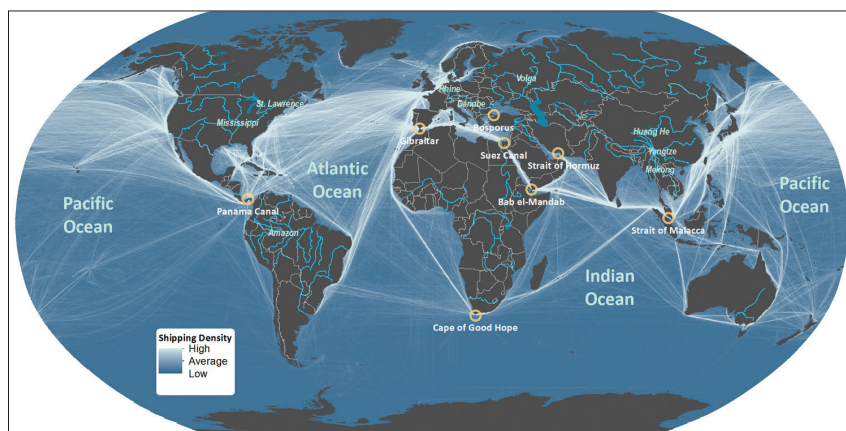 Volga
Rhine
St. Lawrence
Danube
Mississippi
Bosporus
Huang He
Gibraltar
Yangtze
Suez Canal
Strait of Hormuz
Mekong
Atlantic
Ocean
Pacific
Ocean
Pacific
Ocean
Panama Canal
Bab el-Mandab
Strait of Malacca
Amazon
Indian
Ocean
Cape of Good Hope
Shipping Density
High
Average
Low